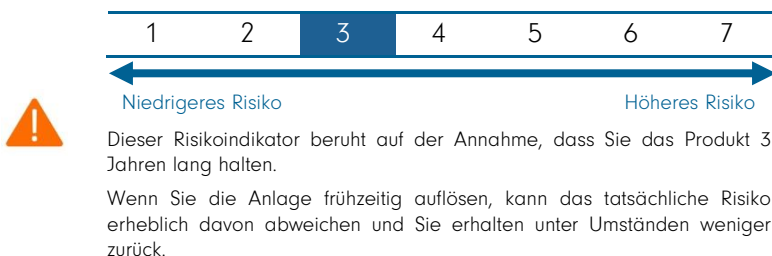 1 2 3 4 5 6 7
Niedrigeres Risiko Höheres Risiko
Dieser Risikoindikator beruht auf der Annahme, dass Sie das Produkt 3
Jahren lang halten.
Wenn Sie die Anlage frühzeitig auflösen, kann das tatsächliche Risiko
erheblich davon abweichen und Sie erhalten unter Umständen weniger
zurück.